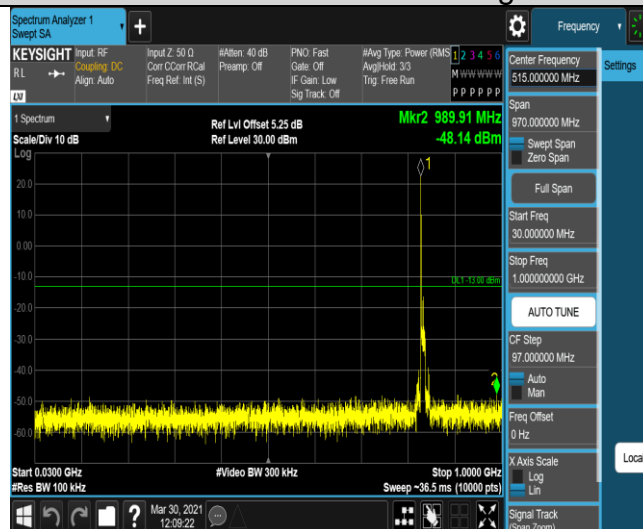 Spectrum Analyzer 1
Swept SA
+
Frequency
KEYSIGHT
Input: RF
Coupling: DC
Align: Auto
Input Z: 50 Ω
Corr CCorr RCal
Freq Ref: Int (S)
#Atten: 40 dB
Preamp: Off
PNO: Fast
Gate: Off
IF Gain: Low
Sig Track: Off
#Avg Type: Power (RMS
Avg|Hold: 3/3
Trig: Free Run
1 2 3 4 5 6
M W W W W W
P P P P P P
R L
LXI
1 Spectrum
Scale/Div 10 dB
Ref Lvl Offset 5.25 dB
Ref Level 30.00 dBm
Mkr2 989.91 MHz
-48.14 dBm
Log
1
20.0
10.0
0.00
-10.0
DL1 -13.00 dBm
-20.0
-30.0
-40.0
2
-50.0
-60.0
Start 0.0300 GHz
#Res BW 100 kHz
#Video BW 300 kHz
Stop 1.0000 GHz
Sweep ~36.5 ms (10000 pts)
?
Mar 30, 2021
12:09:22
Center Frequency
515.000000 MHz
Settings
Span
970.000000 MHz
Swept Span
Zero Span
Full Span
Start Freq
30.000000 MHz
Stop Freq
1.000000000 GHz
AUTO TUNE
CF Step
97.000000 MHz
Auto
Man
Freq Offset
0 Hz
X Axis Scale
Log
Lin
Local
Signal Track
(Span Zoom)